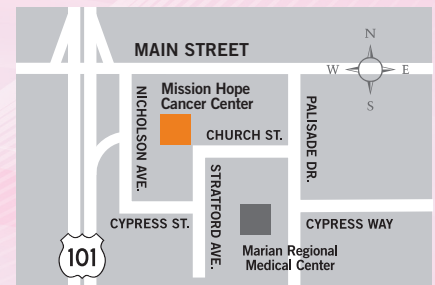 MAIN STREET
N
W
E
S
NICHOLSON AVE.
Mission Hope
Cancer Center
PALISADE DR.
CHURCH ST.
STRATFORD AVE.
CYPRESS ST.
CYPRESS WAY
Marian Regional
Medical Center
101